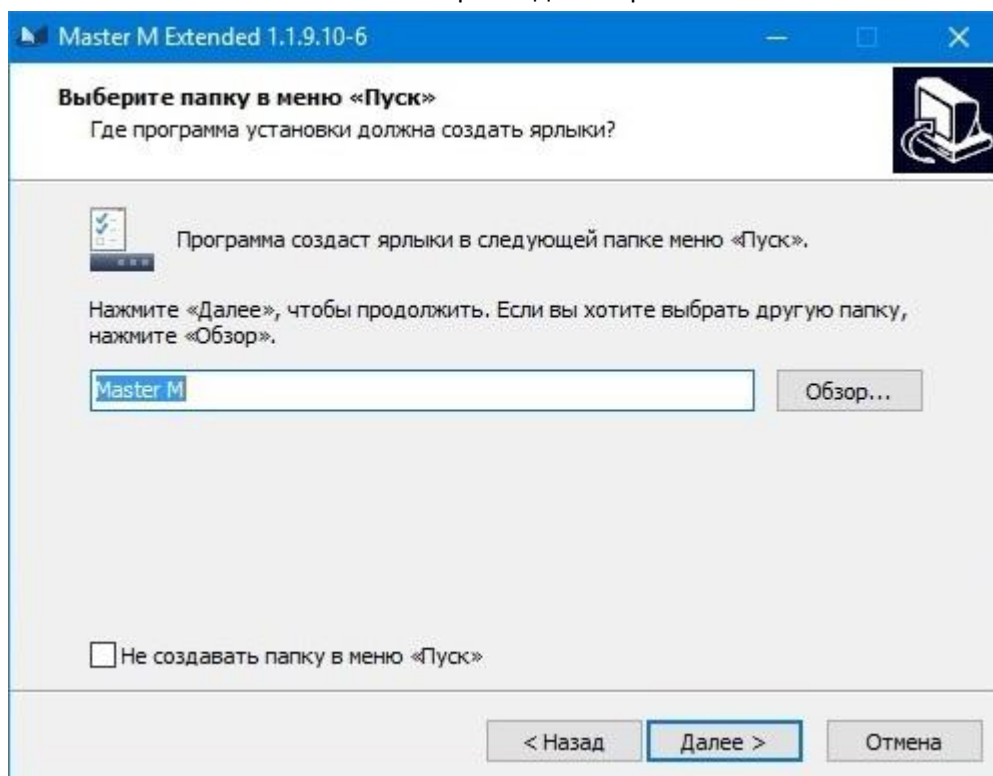 Master M Extended 1.1.9.10-6
Выберите папку в меню «Пуск»
Где программа установки должна создать ярлыки?
Программа создаст ярлыки в следующей папке меню «Пуск».
Нажмите «Далее», чтобы продолжить. Если вы хотите выбрать другую папку,
нажмите «Обзор».
Master M
Обзор...
Не создавать папку в меню «Пуск»
< Назад
Далее >
Отмена